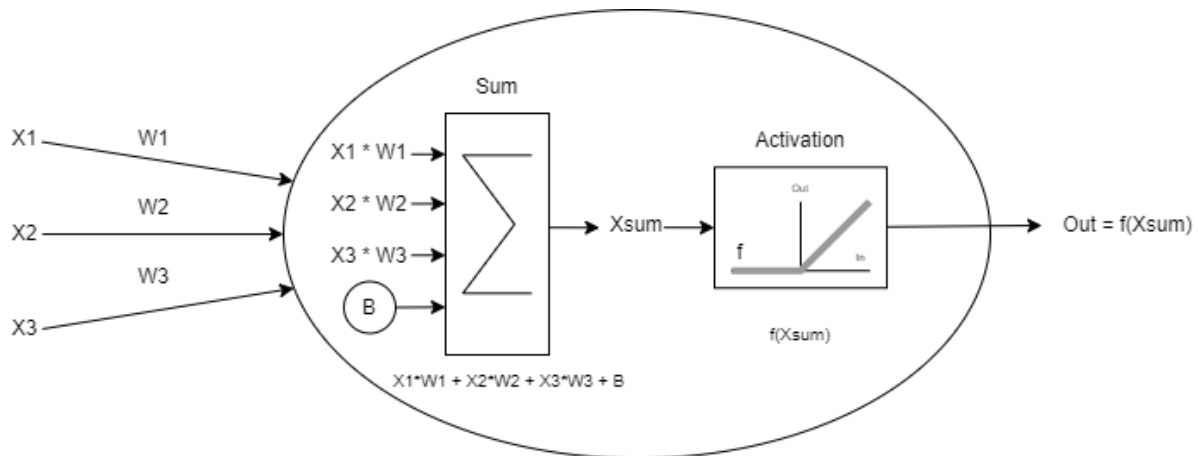 Sum
X1
W1
X1 * W1
Activation
X2
W2
X2 * W2
Xsum
Out
f
In
Out = f(Xsum)
X3 * W3
W3
X3
B
f(Xsum)
X1*W1 + X2*W2 + X3*W3 + B